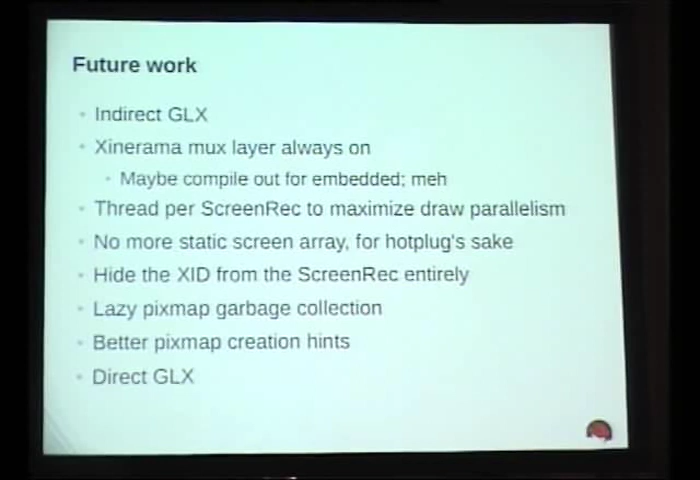 Future work
Indirect GLX
Xinerama mux layer always on
Maybe compile out for embedded; meh
Thread per ScreenRec to maximize draw parallelism
No more static screen array, for hotplug's sake
Hide the XID from the ScreenRec entirely
Lazy pixmap garbage collection
Better pixmap creation hints
Direct GLX